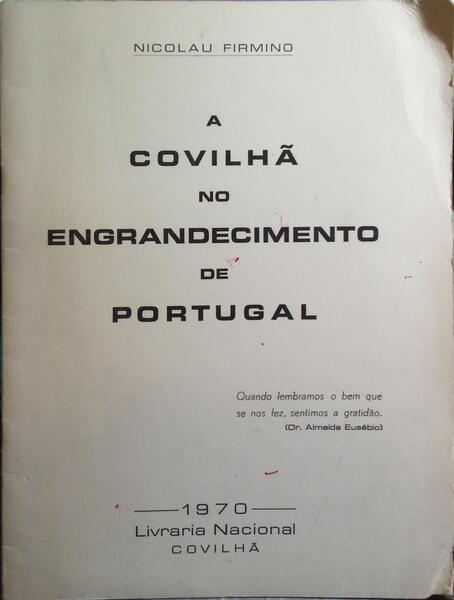 NICOLAU FIRMINO
A
COVILHÃ
NO
ENGRANDECIMENTO
DE
PORTUGAL
Quando lembramos o bem que
se nos fez, sentimos a gratidão.
(Dr. Almeida Eusébio)
1970
Livraria Nacional
COVILHÃ